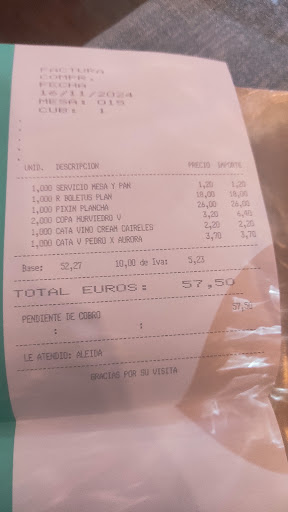 FACTURA
COMPR.
FECHA
16/11/2024
MESA: 015
CUB: 1
UNID. DESCRIPCION PRECIO IMPORTE
1,000 SERVICIO MESA Y PAN 1,20 1,20
1,000 R BOLETUS PLAN 18,00 18,00
1,000 PIXIN PLANCHA 26,00 26,00
2,000 COPA MURVIEDRO V 3,20 6,40
1,000 CATA VINO CREAM CAIRELES 2,20 2,20
1,000 CATA V PEDRO X AURORA 3,70 3,70
Base: 52,27 10,00 de Iva: 5,23
TOTAL EUROS: 57,50
PENDIENTE DE COBRO 57,50
: :
LE ATENDIO: ALEIDA
GRACIAS POR SU VISITA